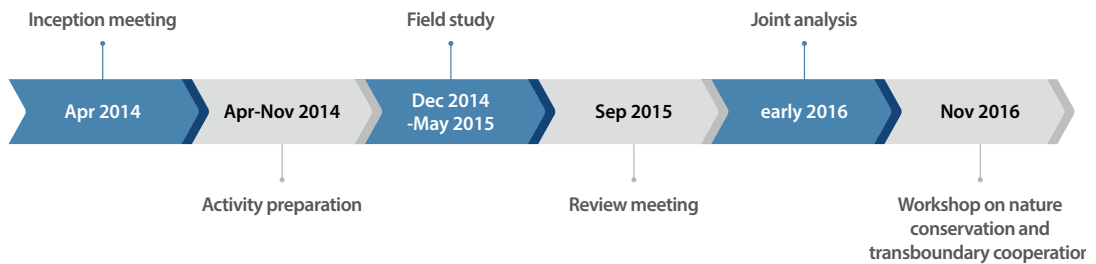 Inception meeting
Field study
Joint analysis
Apr 2014
Apr-Nov 2014
Dec 2014
-May 2015
Sep 2015
early 2016
Nov 2016
Activity preparation
Review meeting
Workshop on nature
conservation and
transboundary cooperation